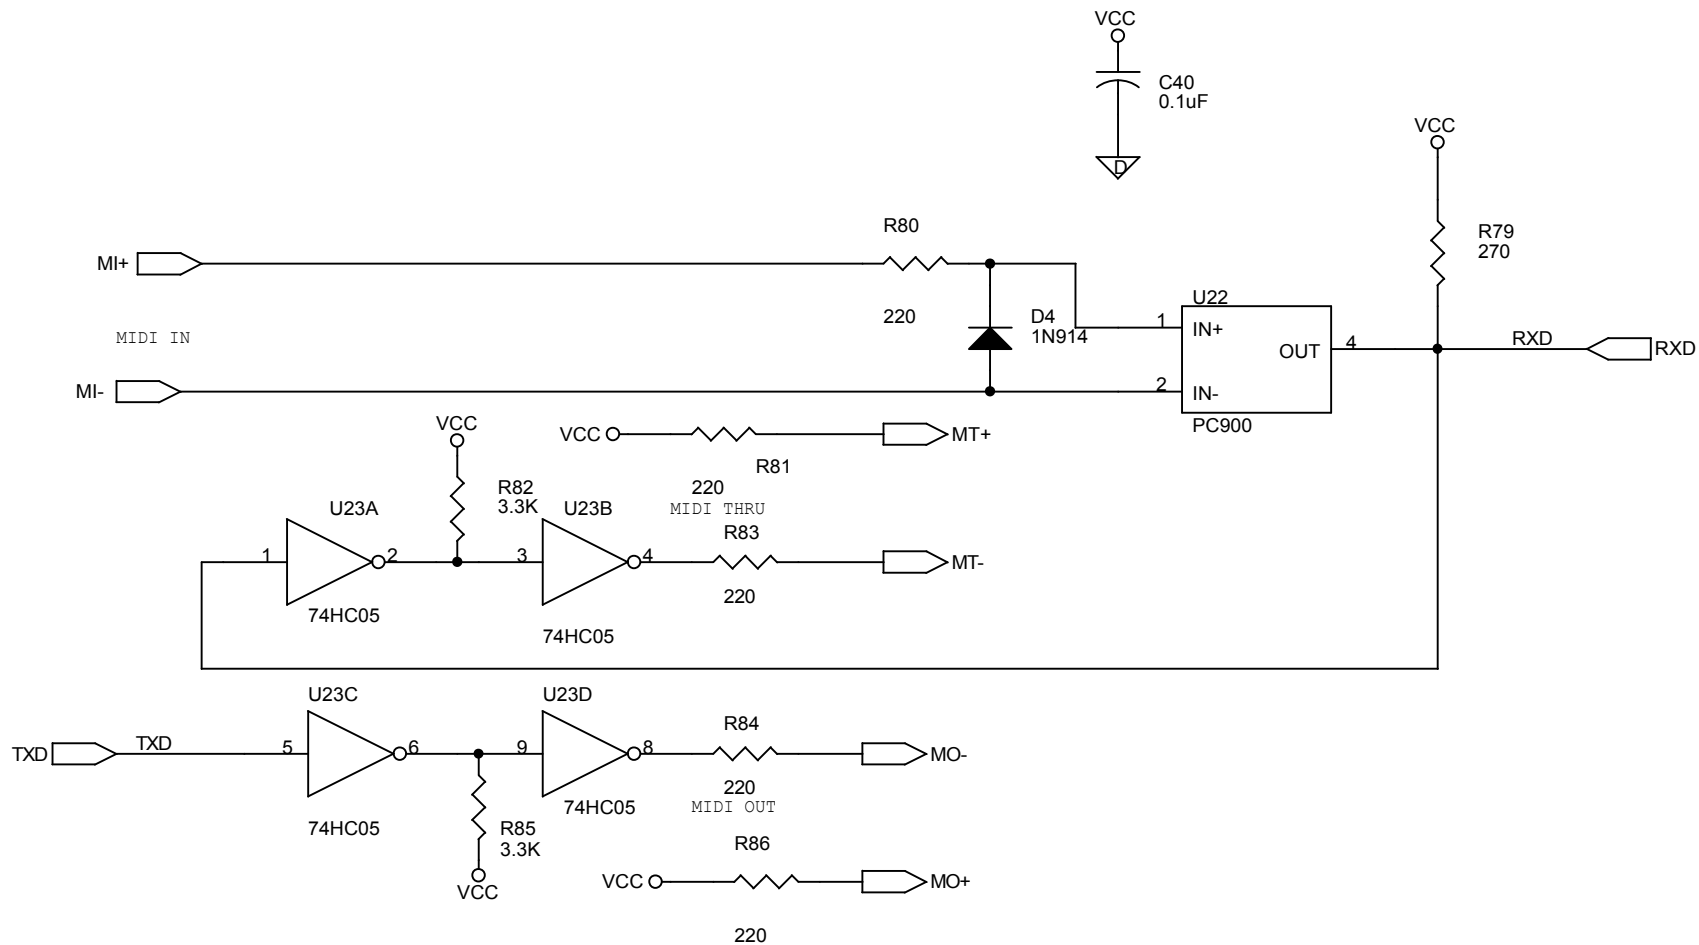 VCC
C40
0.1uF
D
VCC
R80
R79
270
MI+
220
D4
1N914
U22
1
IN+
OUT
4
RXD
RXD
MIDI IN
MI-
2
IN-
PC900
VCC
VCC
MT+
R81
R82
3.3K
220
MIDI THRU
U23A
U23B
R83
1
2
3
4
MT-
220
74HC05
74HC05
U23C
U23D
R84
TXD
TXD
5
6
9
8
MO-
220
MIDI OUT
74HC05
74HC05
R85
3.3K
R86
VCC
VCC
MO+
220